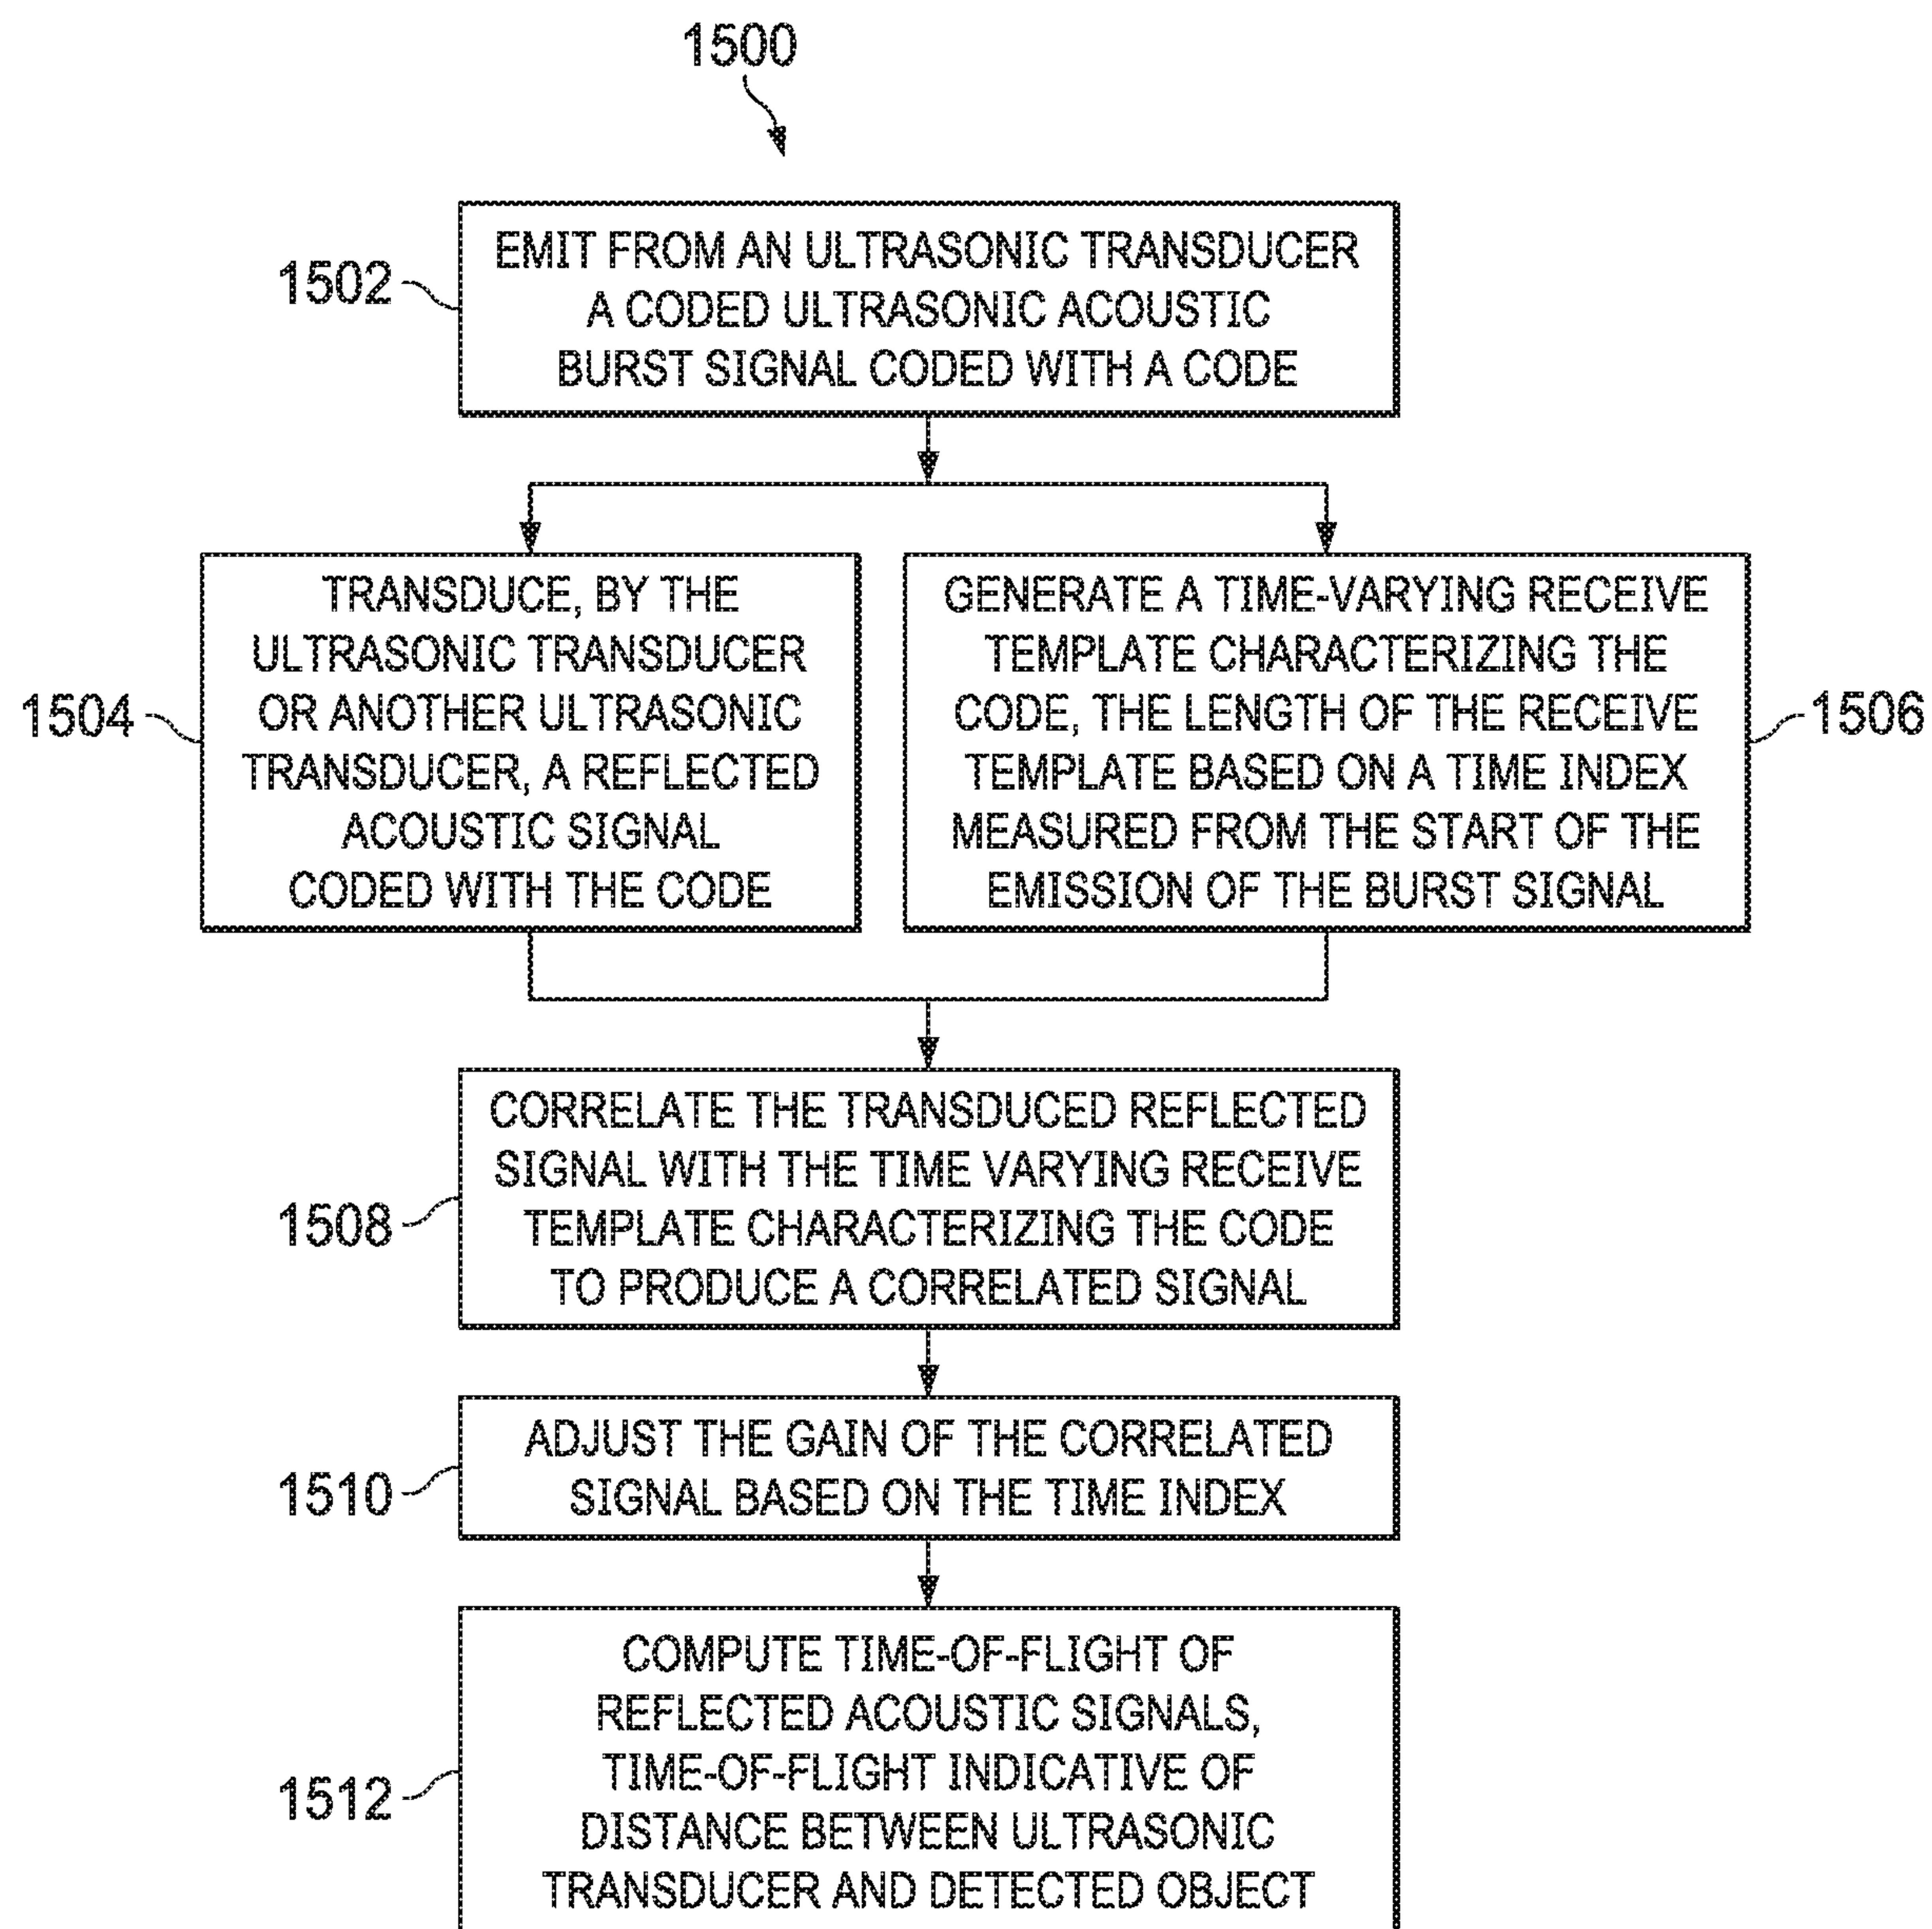 1500
1502
EMIT FROM AN ULTRASONIC TRANSDUCER
A CODED ULTRASONIC ACOUSTIC
BURST SIGNAL CODED WITH A CODE
1504
TRANSDUCE, BY THE
ULTRASONIC TRANSDUCER
OR ANOTHER ULTRASONIC
TRANSDUCER, A REFLECTED
ACOUSTIC SIGNAL
CODED WITH THE CODE
GENERATE A TIME-VARYING RECEIVE
TEMPLATE CHARACTERIZING THE
CODE, THE LENGTH OF THE RECEIVE
TEMPLATE BASED ON A TIME INDEX
MEASURED FROM THE START OF THE
EMISSION OF THE BURST SIGNAL
1506
1508
CORRELATE THE TRANSDUCED REFLECTED
SIGNAL WITH THE TIME VARYING RECEIVE
TEMPLATE CHARACTERIZING THE CODE
TO PRODUCE A CORRELATED SIGNAL
1510
ADJUST THE GAIN OF THE CORRELATED
SIGNAL BASED ON THE TIME INDEX
1512
COMPUTE TIME-OF-FLIGHT OF
REFLECTED ACOUSTIC SIGNALS,
TIME-OF-FLIGHT INDICATIVE OF
DISTANCE BETWEEN ULTRASONIC
TRANSDUCER AND DETECTED OBJECT